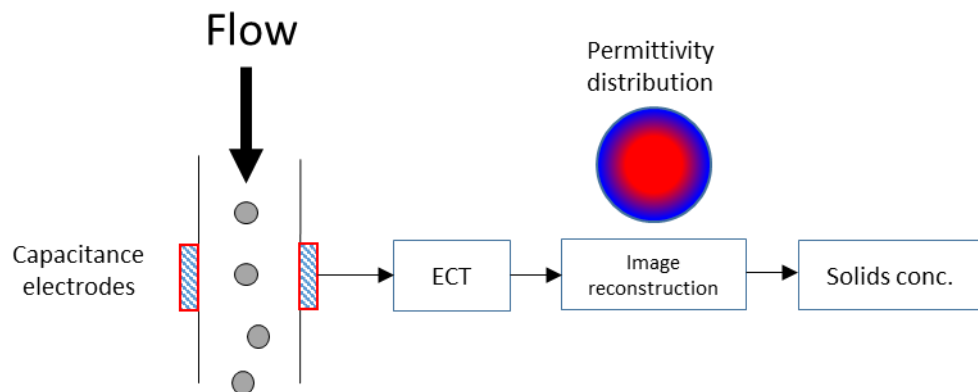 Flow
Permittivity
distribution
Capacitance
electrodes
ECT
Image
reconstruction
Solids conc.